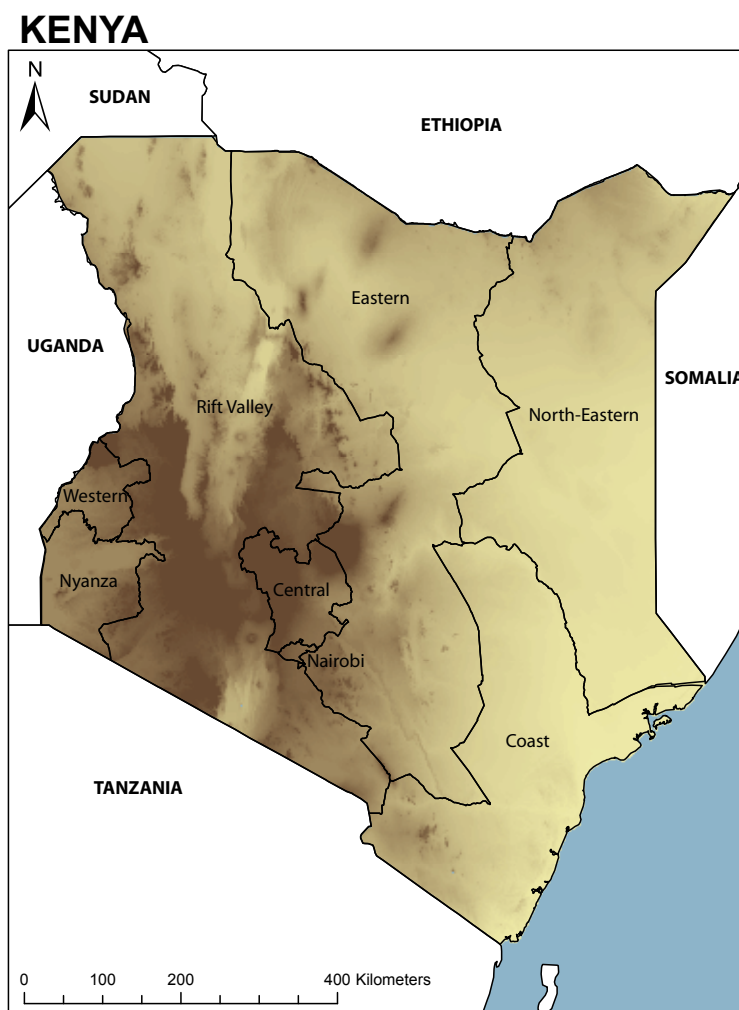 KENYA
N
SUDAN
ETHIOPIA
Eastern
UGANDA
SOMALIA
Rift Valley
North-Eastern
Western
Nyanza
Central
Nairobi
Coast
TANZANIA
0 100 200 400 Kilometers